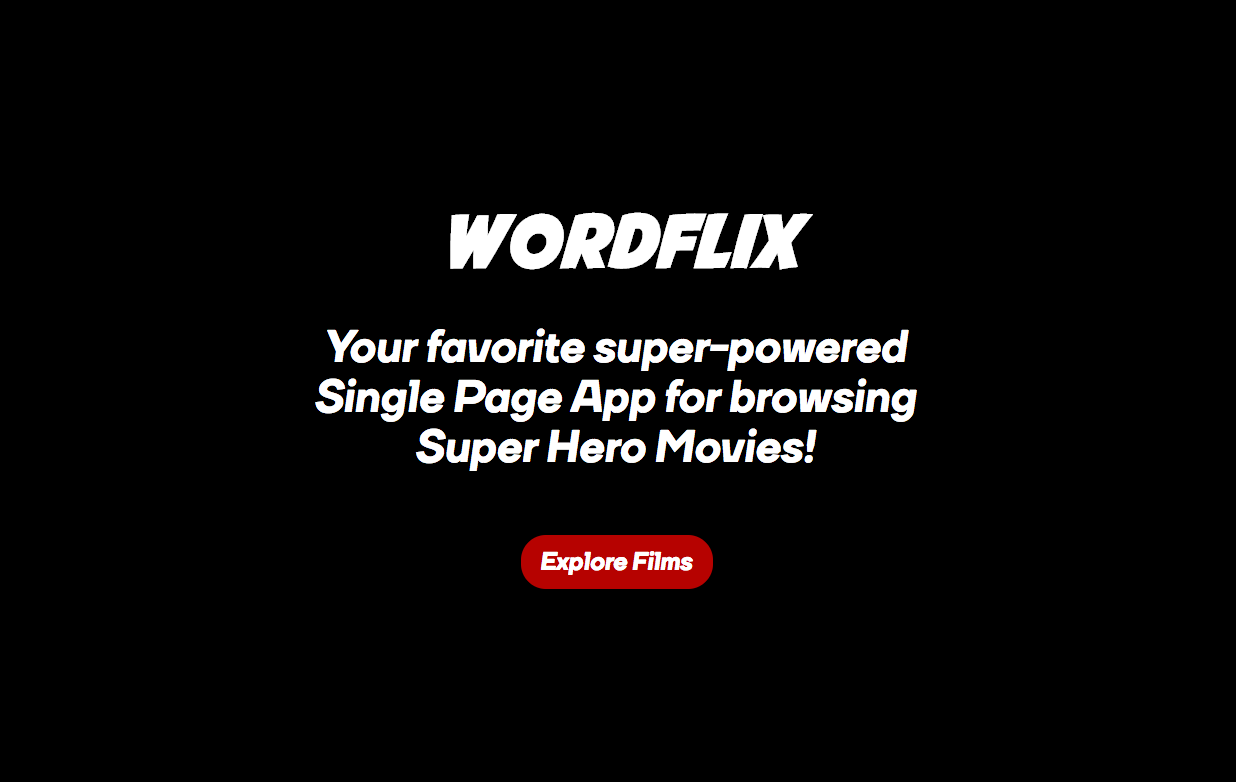 WORDFLIX
Your favorite super-powered
Single Page App for browsing
Super Hero Movies!
Explore Films